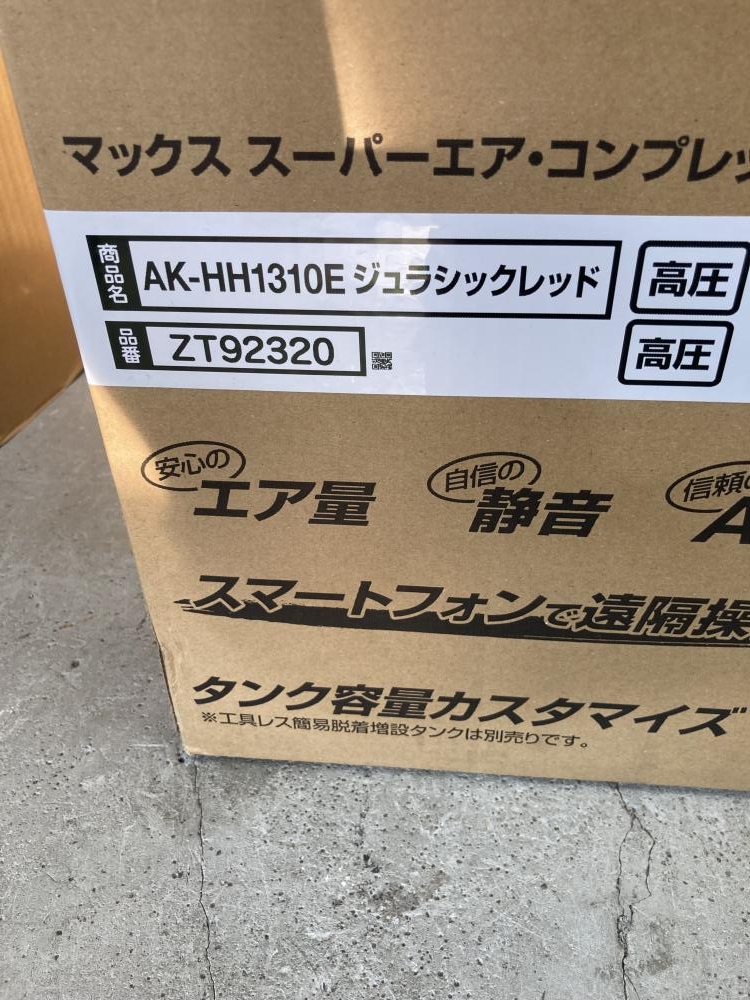 マックス スーパーエア・コンプレッ
商品名 AK-HH1310E ジュラシックレッド 高圧
品番 ZT92320 高圧
安心の 自信の 信頼の
エア量 静音 A
スマートフォンで遠隔操
タンク容量カスタマイズ
※工具レス簡易脱着増設タンクは別売りです。